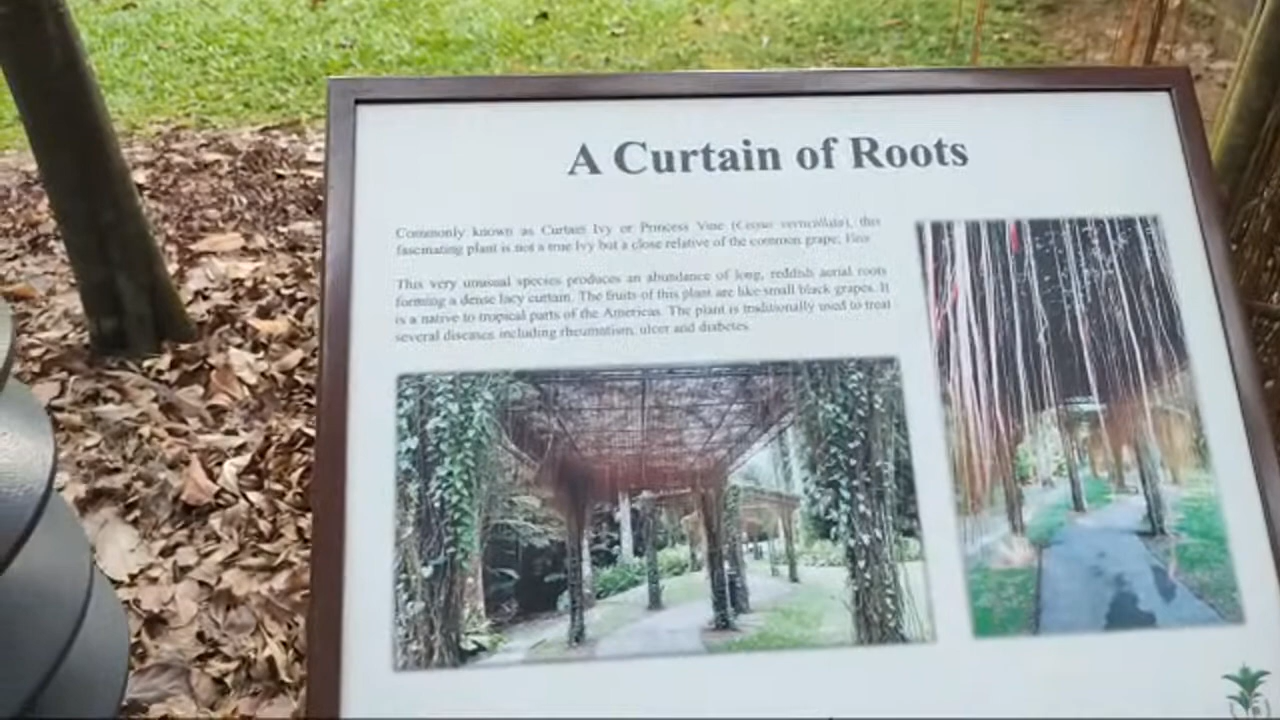 A Curtain of Roots
Commonly known as Curtain Ivy or Princess Vine (Cissus verticillata), this
fascinating plant is not a true Ivy but a close relative of the common grape, Vitis
This very unusual species produces an abundance of long, reddish aerial roots
forming a dense lacy curtain. The fruits of this plant are like small black grapes. It
is a native to tropical parts of the Americas. The plant is traditionally used to treat
several diseases including rheumatism, ulcer and diabetes.